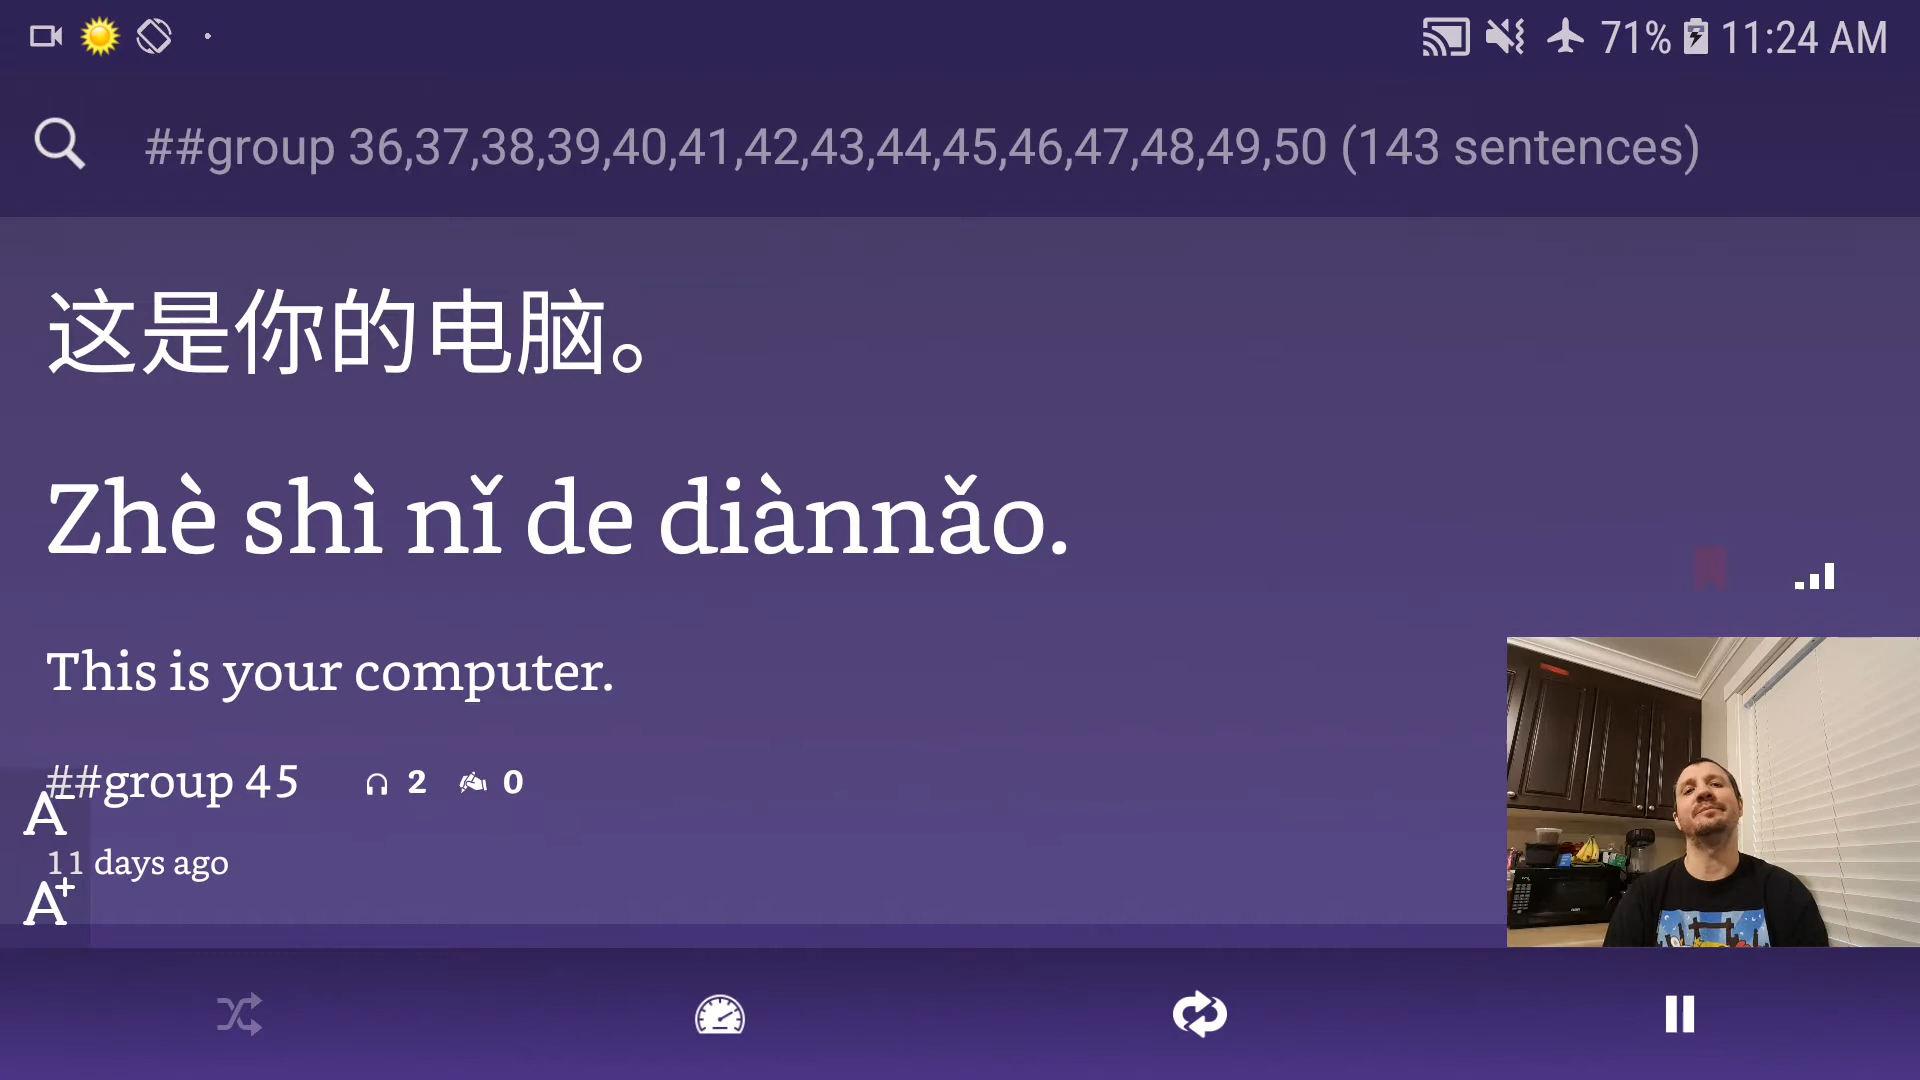 71% 11:24 AM
##group 36,37,38,39,40,41,42,43,44,45,46,47,48,49,50 (143 sentences)
这是你的电脑。
Zhè shì nǐ de diànnǎo.
This is your computer.
##group 45 2 0
A-
11 days ago
A+